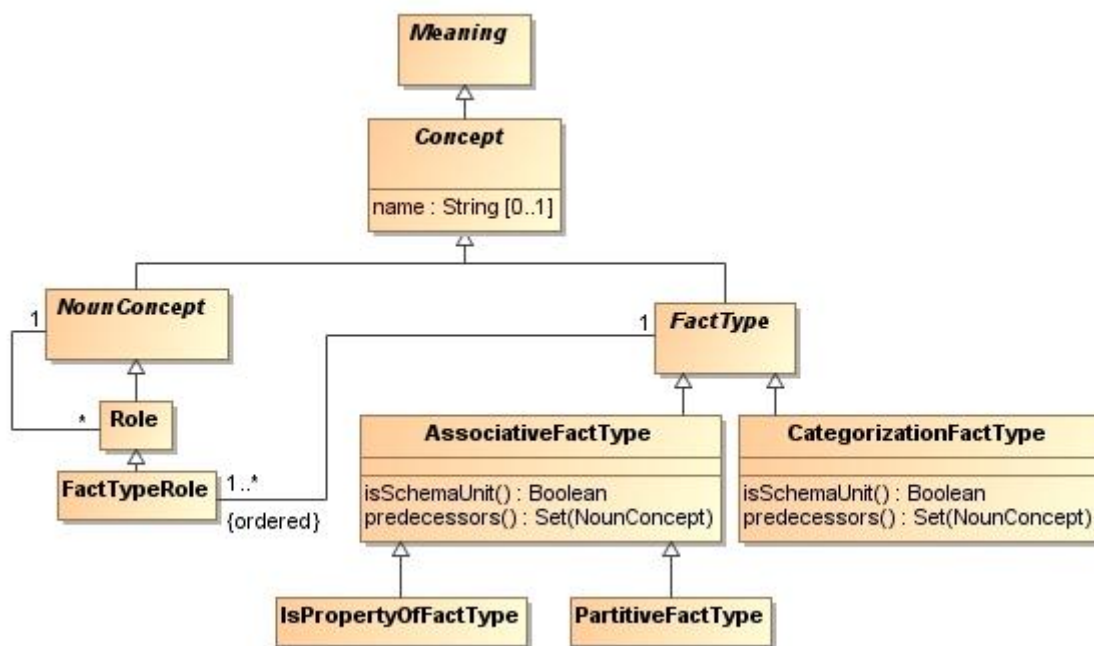 Meaning
Concept
name : String [0..1]
NounConcept
1
*
Role
FactTypeRole
1..*
{ordered}
1
FactType
AssociativeFactType
isSchemaUnit() : Boolean
predecessors() : Set(NounConcept)
CategorizationFactType
isSchemaUnit() : Boolean
predecessors() : Set(NounConcept)
IsPropertyOfFactType
PartitiveFactType